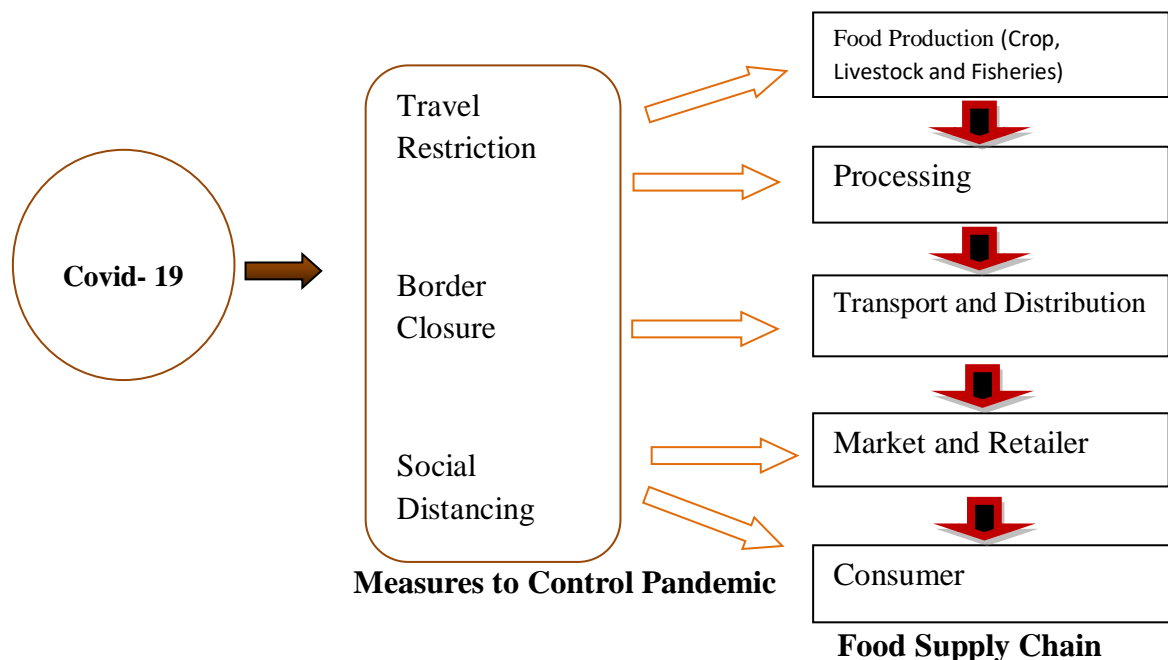 Covid- 19
Travel
Restriction
Border
Closure
Social
Distancing
Measures to Control Pandemic
Food Production (Crop,
Livestock and Fisheries)
Processing
Transport and Distribution
Market and Retailer
Consumer
Food Supply Chain